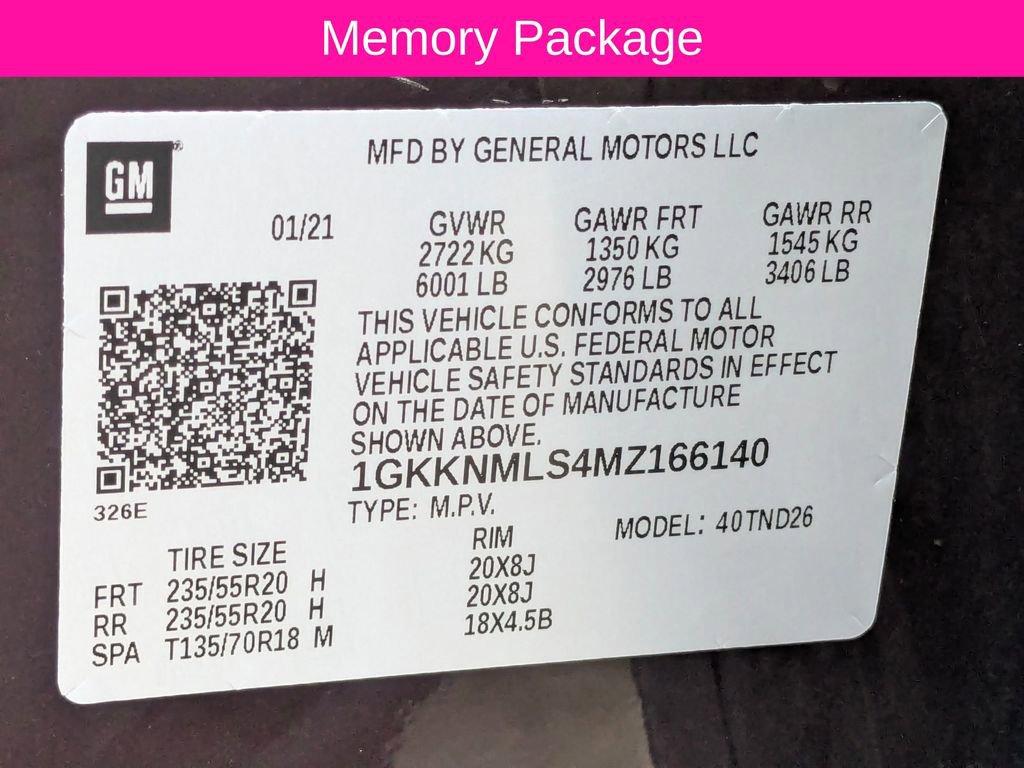 Memory Package
GM
MFD BY GENERAL MOTORS LLC
01/21
GVWR GAWR FRT GAWR RR
2722 KG 1350 KG 1545 KG
6001 LB 2976 LB 3406 LB
THIS VEHICLE CONFORMS TO ALL
APPLICABLE U.S. FEDERAL MOTOR
VEHICLE SAFETY STANDARDS IN EFFECT
ON THE DATE OF MANUFACTURE
SHOWN ABOVE.
1GKKNMLS4MZ166140
326E
TYPE: M.P.V. MODEL: 40TND26
TIRE SIZE RIM
FRT 235/55R20 H 20X8J
RR 235/55R20 H 20X8J
SPA T135/70R18 M 18X4.5B